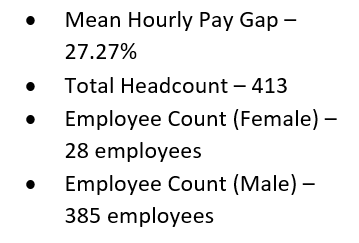 • Mean Hourly Pay Gap –
27.27%
• Total Headcount – 413
• Employee Count (Female) –
28 employees
• Employee Count (Male) –
385 employees